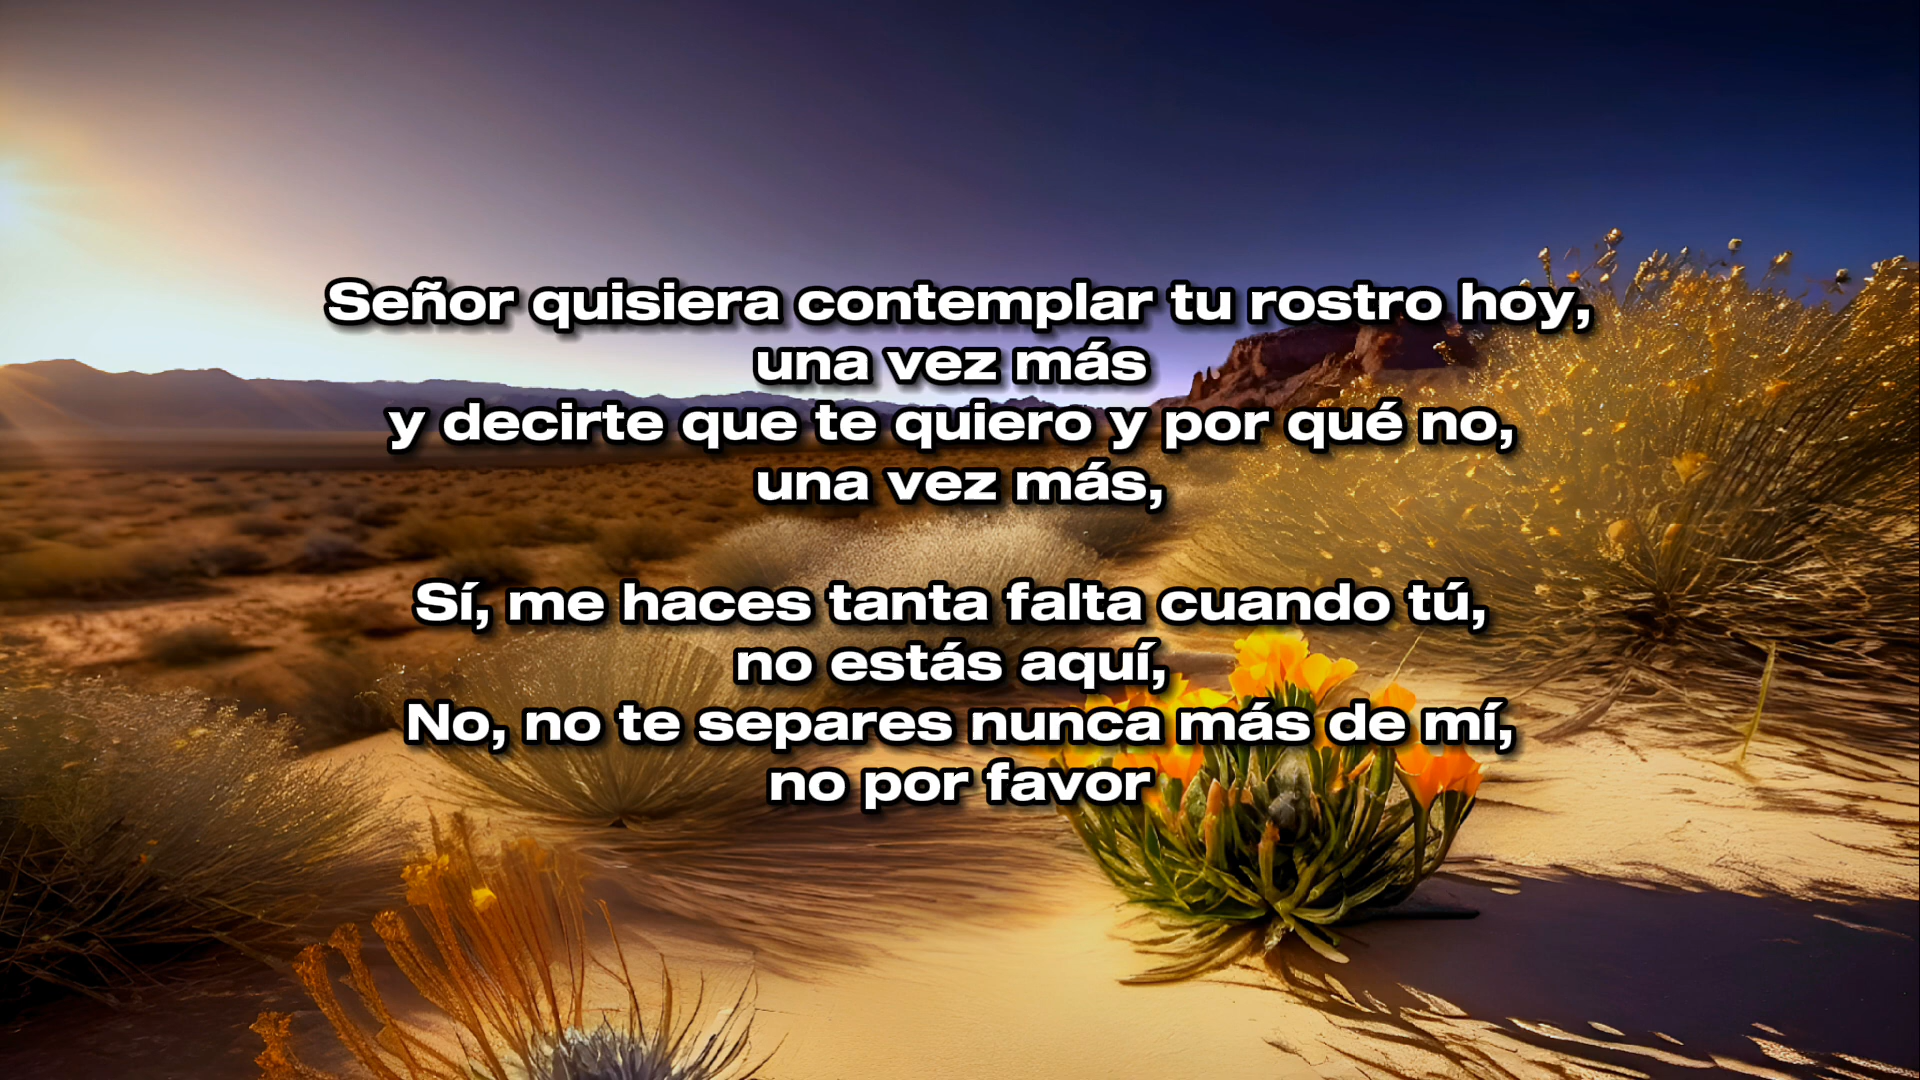 Señor quisiera contemplar tu rostro hoy,
una vez más
y decirte que te quiero y por qué no,
una vez más,
Sí, me haces tanta falta cuando tú,
no estás aquí,
No, no te separes nunca más de mí,
no por favor